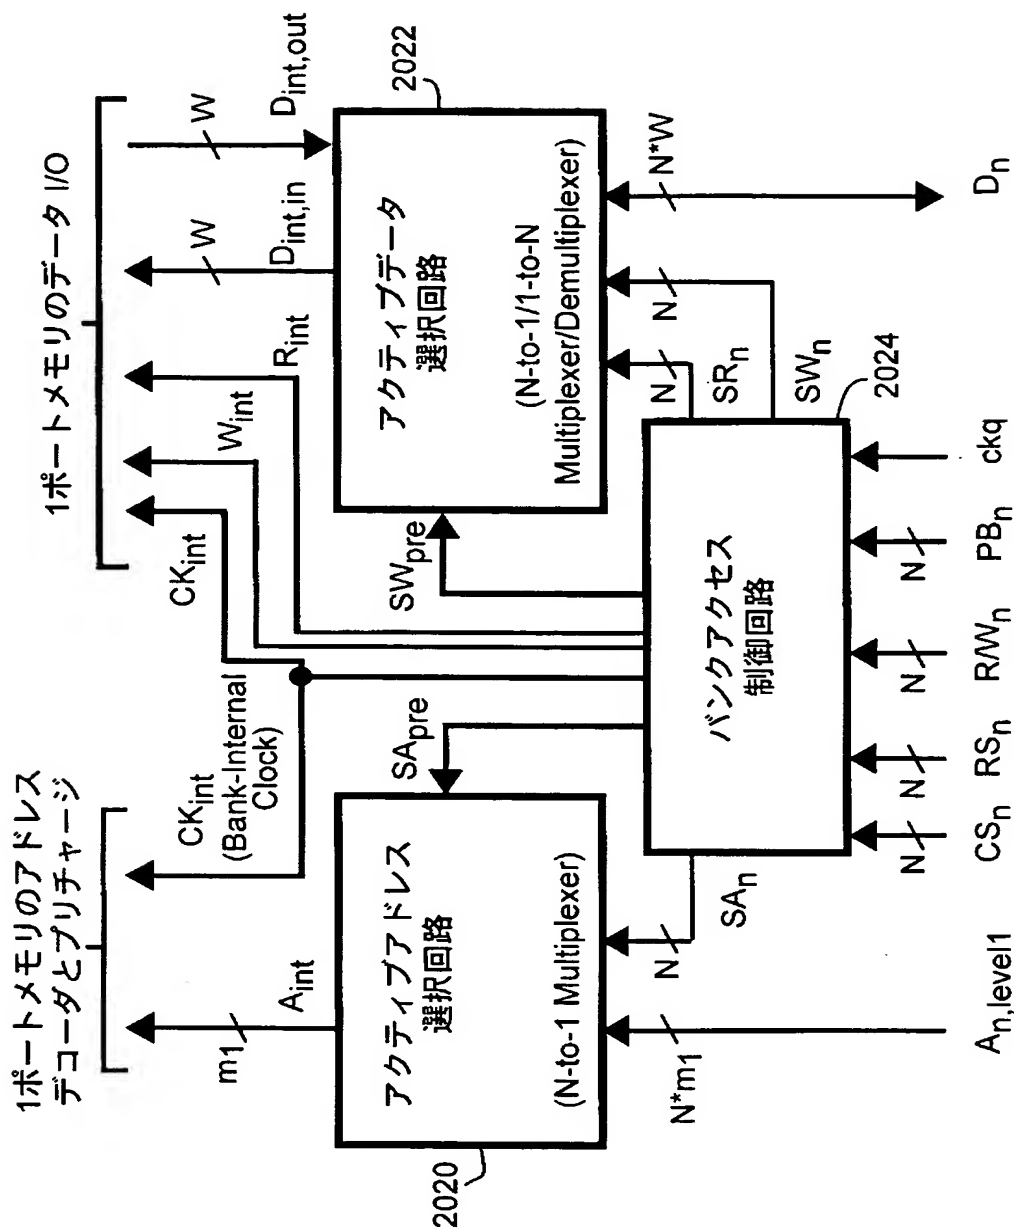 1ポートメモリのアドレス
デコーダとプリチャージ
1ポートメモリのデータ I/O
m1
Aint
CKint
(Bank-Internal
Clock)
CKint
Wint
Rint
W
Dint,in
W
Dint,out
2020
アクティブアドレス
選択回路
(N-to-1 Multiplexer)
SApre
SWpre
アクティブデータ
選択回路
(N-to-1/1-to-N
Multiplexer/Demultiplexer)
2022
N*m1
N
SAn
バンクアクセス
制御回路
N
SRn
N
SWn
2024
N*W
N
N
N
N
An,level1
CSn
RSn
R/Wn
PBn
ckq
Dn